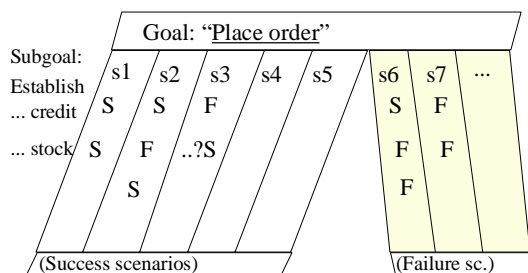 Goal: “Place order”
Subgoal:
s1 s2 s3 s4 s5 s6 s7 ...
Establish
... credit S S F S F
... stock S F ..?S F F
S F
(Success scenarios) (Failure sc.)